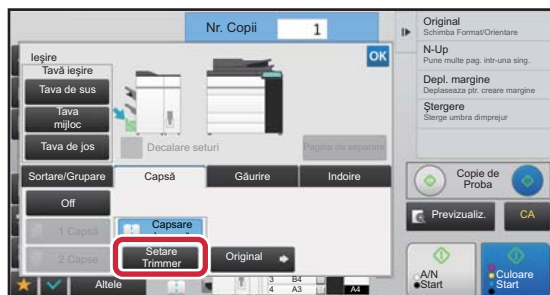 Nr. Copii 1
Ieşire
OK
Tavă ieşire
Tava de sus
Tava
mijloc
Tava de jos
Decalare seturi
Pagina de separare
Sortare/Grupare
Capsă
Găurire
Indoire
Off
1 Capsă
2 Capse
Capsare
Setare
Trimmer
Original
Altele
3 B4
4 A3
A4
Original
Schimba Format/Orientare
N-Up
Pune multe pag. intr-una sing.
Depl. margine
Deplaseaza ptr. creare margine
Ştergere
Sterge umbra dimprejur
Copie de
Proba
Previzualiz.
CA
A/N
Start
Culoare
Start